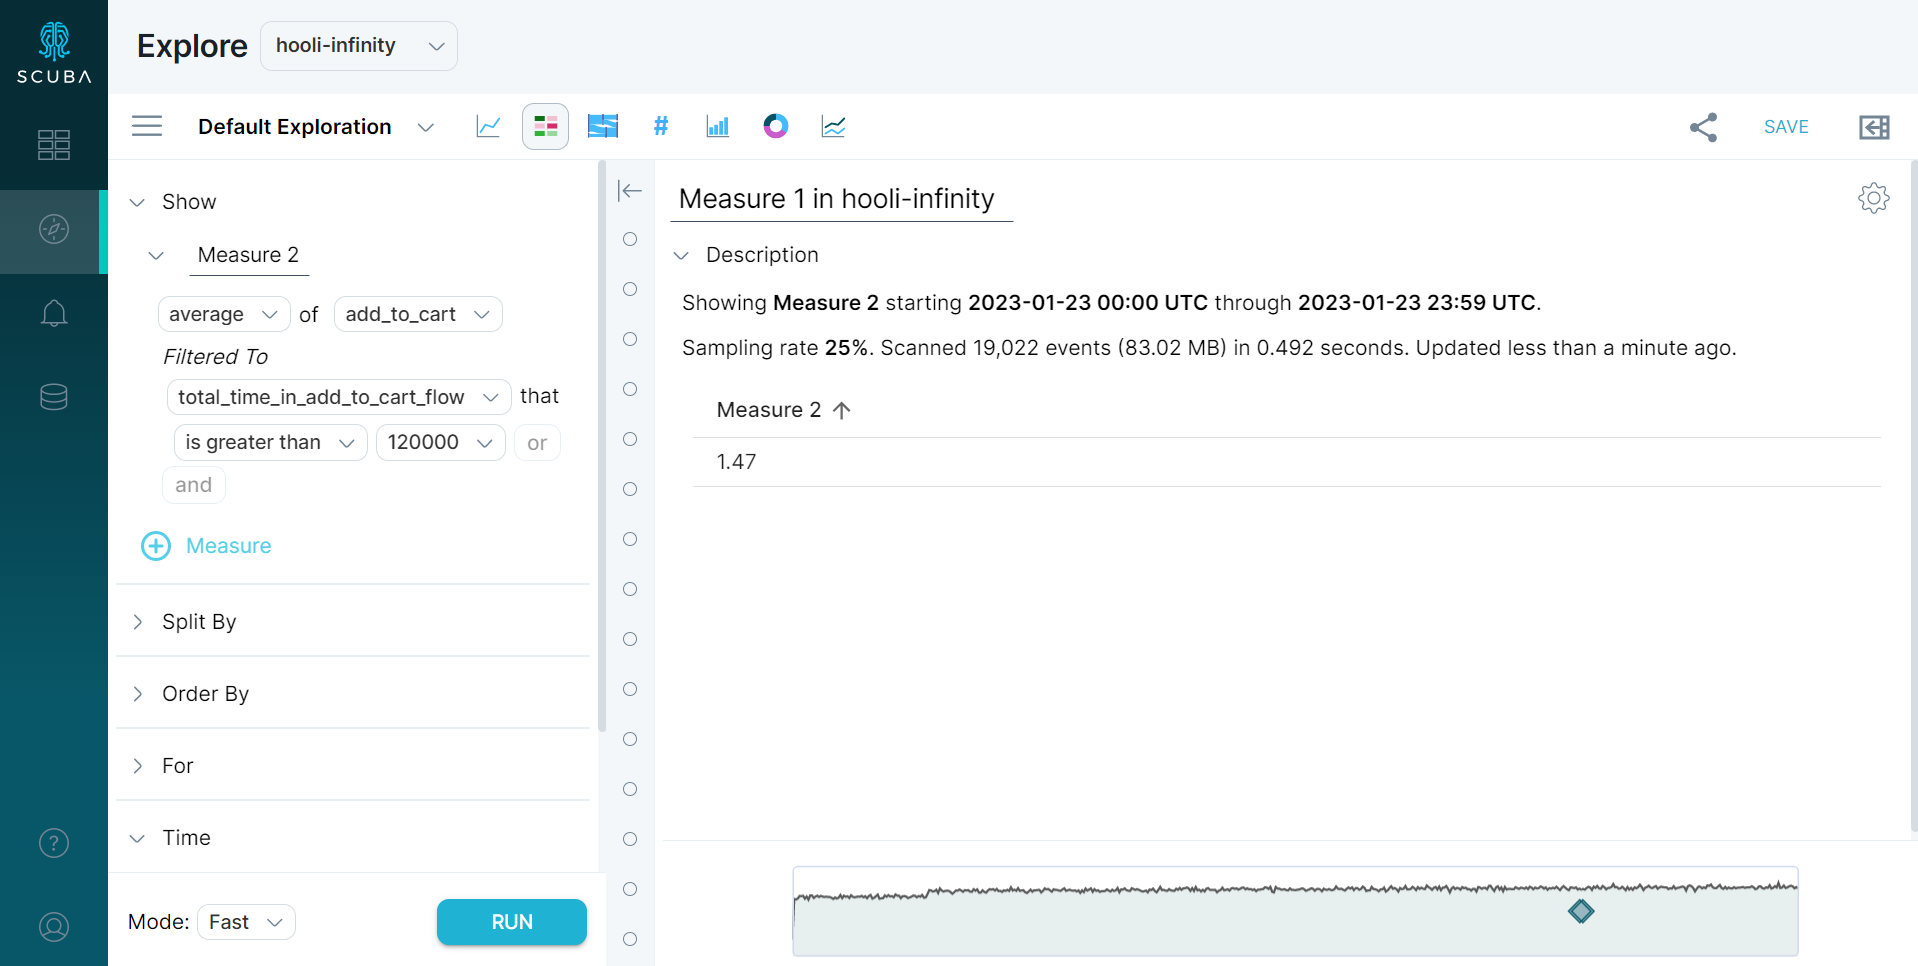 SCUBA
Explore
hooli-infinity
Default Exploration
#
SAVE
Show
Measure 2
average of add_to_cart
Filtered To
total_time_in_add_to_cart_flow that
is greater than 120000 or
and
Measure
Split By
Order By
For
Time
Mode: Fast
RUN
?
Measure 1 in hooli-infinity
Description
Showing Measure 2 starting 2023-01-23 00:00 UTC through 2023-01-23 23:59 UTC.
Sampling rate 25%. Scanned 19,022 events (83.02 MB) in 0.492 seconds. Updated less than a minute ago.
Measure 2
1.47